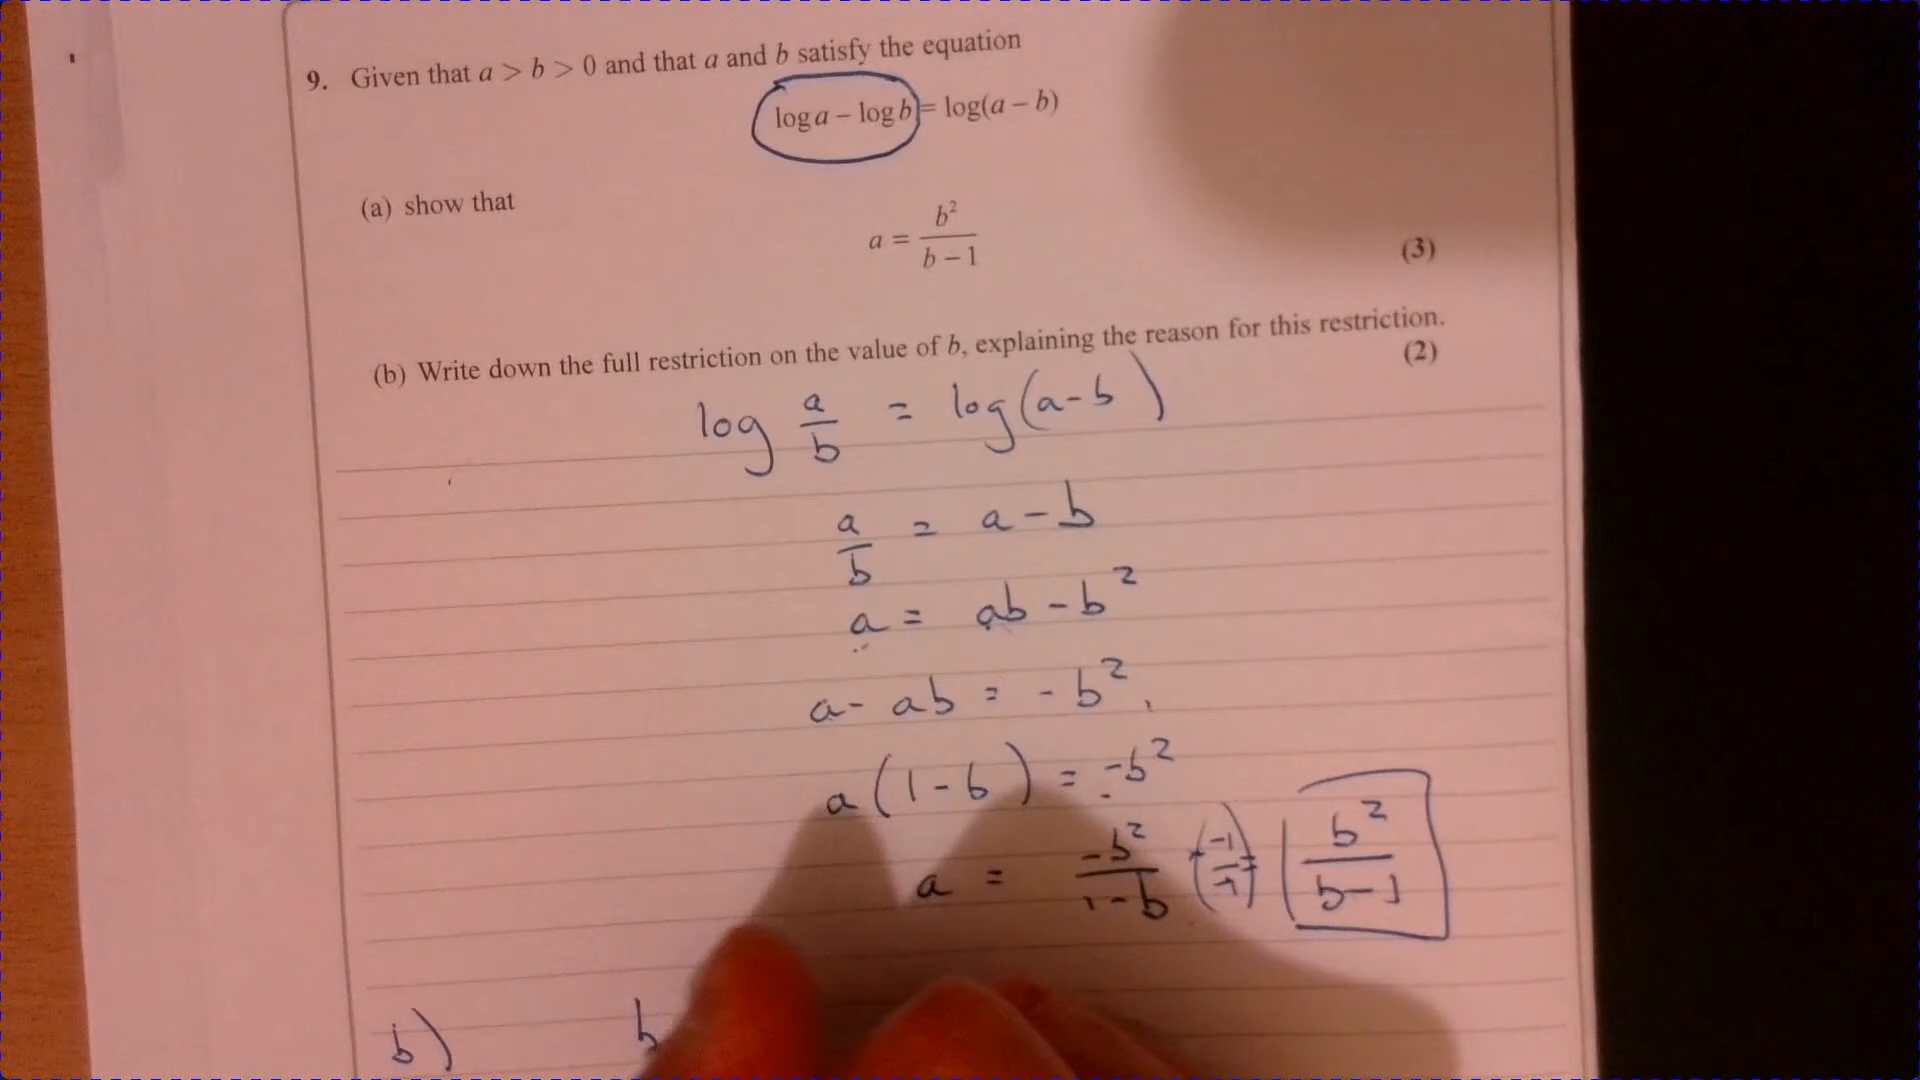 9. Given that a > b > 0 and that a and b satisfy the equation
log a – log b = log(a – b)
(a) show that
a = b²/(b – 1)
(3)
(b) Write down the full restriction on the value of b, explaining the reason for this restriction.
(2)
log a/b = log(a-b)
a/b = a-b
a = ab-b²
a- ab = -b²
a(1-b) = -b²
a = -b²/(1-b) (-1/-1) = b²/(b-1)
b) b